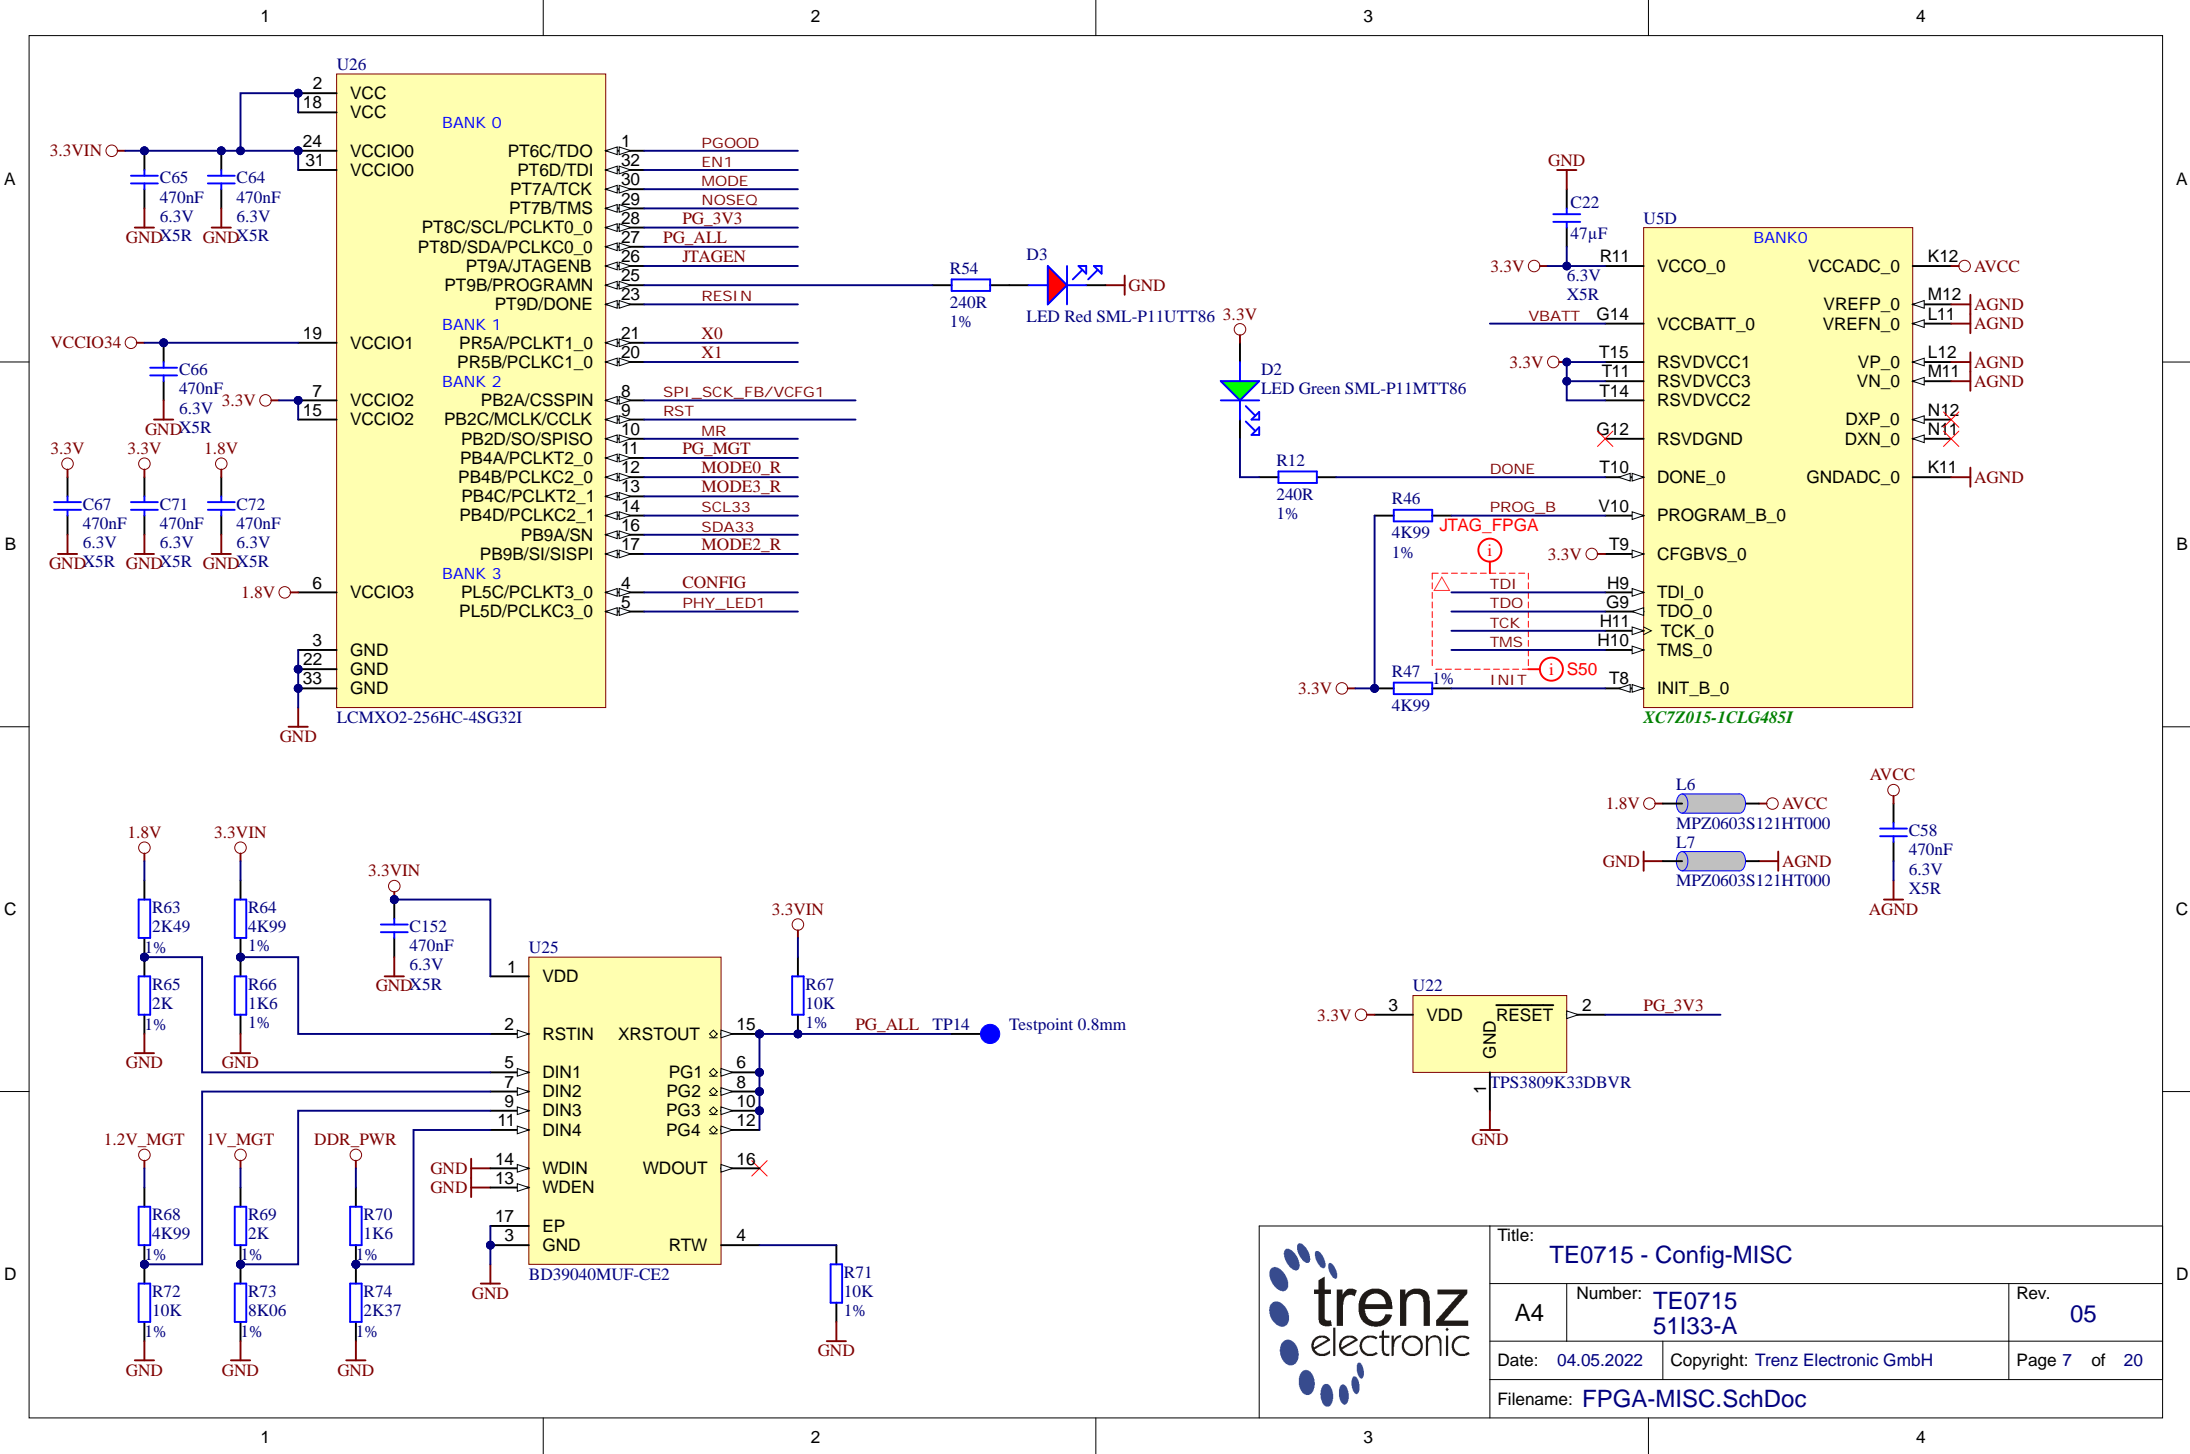 1 2 3 4
A
B
C
D
A
B
C
D
1 2 3 4
U26
2 VCC
18 VCC
BANK 0
3.3VIN
24 VCCIO0
31 VCCIO0
C65
470nF
6.3V
X5R
GND
C64
470nF
6.3V
X5R
GND
PT6C/TDO 1 PGOOD
PT6D/TDI 32 EN1
PT7A/TCK 30 MODE
PT7B/TMS 29 NOSEQ
PT8C/SCL/PCLKT0_0 28 PG_3V3
PT8D/SDA/PCLKC0_0 27 PG_ALL
PT9A/JTAGENB 26 JTAGEN
PT9B/PROGRAMN 25
PT9D/DONE 23 RESIN
BANK 1
VCCIO34
19 VCCIO1
PR5A/PCLKT1_0 21 X0
PR5B/PCLKC1_0 20 X1
C66
470nF
6.3V
X5R
GND
BANK 2
3.3V
7 VCCIO2
15 VCCIO2
PB2A/CSSPIN 8 SPI_SCK_FB/VCFG1
PB2C/MCLK/CCLK 9 RST
PB2D/SO/SPISO 10 MR
PB4A/PCLKT2_0 11 PG_MGT
PB4B/PCLKC2_0 12 MODE0_R
PB4C/PCLKT2_1 13 MODE3_R
PB4D/PCLKC2_1 14 SCL33
PB9A/SN 16 SDA33
PB9B/SI/SISPI 17 MODE2_R
3.3V
C67
470nF
6.3V
X5R
GND
3.3V
C71
470nF
6.3V
X5R
GND
1.8V
C72
470nF
6.3V
X5R
GND
BANK 3
1.8V
6 VCCIO3
PL5C/PCLKT3_0 4 CONFIG
PL5D/PCLKC3_0 5 PHY_LED1
3 GND
22 GND
33 GND
GND
LCMXO2-256HC-4SG32I
R54
240R
1%
D3
GND
LED Red SML-P11UTT86
3.3V
D2
LED Green SML-P11MTT86
R12
240R
1%
GND
C22
47µF
6.3V
X5R
U5D
BANK0
3.3V
R11 VCCO_0
VBATT G14 VCCBATT_0
3.3V
T15 RSVDVCC1
T11 RSVDVCC3
T14 RSVDVCC2
G12 RSVDGND
DONE T10 DONE_0
R46
4K99
1%
PROG_B V10 PROGRAM_B_0
JTAG_FPGA
i
3.3V T9 CFGBVS_0
TDI H9 TDI_0
TDO G9 TDO_0
TCK H11 TCK_0
TMS H10 TMS_0
i S50
3.3V
R47
1%
4K99
INIT T8 INIT_B_0
VCCADC_0 K12 AVCC
VREFP_0 M12 AGND
VREFN_0 L11 AGND
VP_0 L12 AGND
VN_0 M11 AGND
DXP_0 N12
DXN_0 N11
GNDADC_0 K11 AGND
XC7Z015-1CLG485I
L6
1.8V AVCC
MPZ0603S121HT000
L7
GND AGND
MPZ0603S121HT000
AVCC
C58
470nF
6.3V
X5R
AGND
1.8V
R63
2K49
1%
R65
2K
1%
GND
3.3VIN
R64
4K99
1%
R66
1K6
1%
GND
3.3VIN
C152
470nF
6.3V
X5R
GND
U25
1 VDD
2 RSTIN
5 DIN1
7 DIN2
9 DIN3
11 DIN4
GND 14 WDIN
GND 13 WDEN
17 EP
3 GND
GND
XRSTOUT 15
PG1 6
PG2 8
PG3 10
PG4 12
WDOUT 16
RTW 4
BD39040MUF-CE2
3.3VIN
R67
10K
1%
PG_ALL TP14 Testpoint 0.8mm
R71
10K
1%
GND
1.2V_MGT
R68
4K99
1%
R72
10K
1%
GND
1V_MGT
R69
2K
1%
R73
8K06
1%
GND
DDR_PWR
R70
1K6
1%
R74
2K37
1%
GND
U22
3.3V 3 VDD
RESET 2 PG_3V3
GND
1
TPS3809K33DBVR
GND
trenz
electronic
Title:
TE0715 - Config-MISC
A4
Number: TE0715
51I33-A
Rev.
05
Date: 04.05.2022
Copyright: Trenz Electronic GmbH
Page 7 of 20
Filename: FPGA-MISC.SchDoc